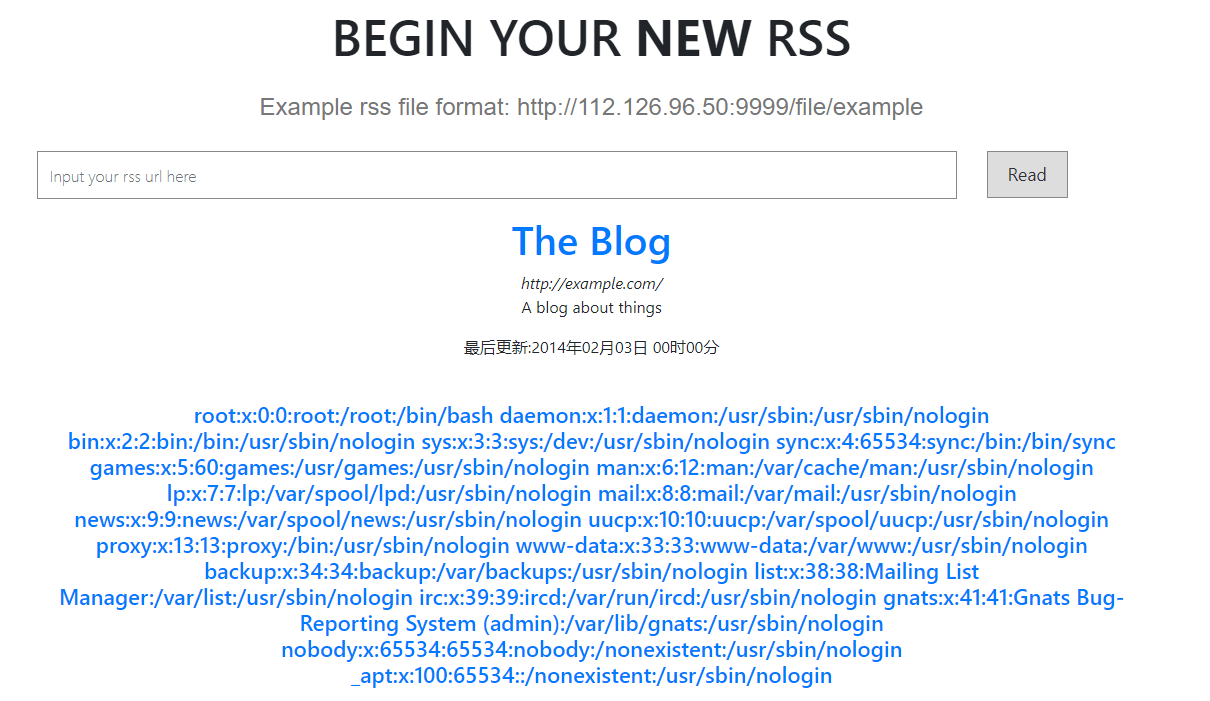 BEGIN YOUR NEW RSS
Example rss file format: http://112.126.96.50:9999/file/example
Input your rss url here
Read
The Blog
http://example.com/
A blog about things
最后更新:2014年02月03日 00时00分
root:x:0:0:root:/root:/bin/bash daemon:x:1:1:daemon:/usr/sbin:/usr/sbin/nologin
bin:x:2:2:bin:/bin:/usr/sbin/nologin sys:x:3:3:sys:/dev:/usr/sbin/nologin sync:x:4:65534:sync:/bin:/bin/sync
games:x:5:60:games:/usr/games:/usr/sbin/nologin man:x:6:12:man:/var/cache/man:/usr/sbin/nologin
lp:x:7:7:lp:/var/spool/lpd:/usr/sbin/nologin mail:x:8:8:mail:/var/mail:/usr/sbin/nologin
news:x:9:9:news:/var/spool/news:/usr/sbin/nologin uucp:x:10:10:uucp:/var/spool/uucp:/usr/sbin/nologin
proxy:x:13:13:proxy:/bin:/usr/sbin/nologin www-data:x:33:33:www-data:/var/www:/usr/sbin/nologin
backup:x:34:34:backup:/var/backups:/usr/sbin/nologin list:x:38:38:Mailing List
Manager:/var/list:/usr/sbin/nologin irc:x:39:39:ircd:/var/run/ircd:/usr/sbin/nologin gnats:x:41:41:Gnats Bug-
Reporting System (admin):/var/lib/gnats:/usr/sbin/nologin
nobody:x:65534:65534:nobody:/nonexistent:/usr/sbin/nologin
_apt:x:100:65534::/nonexistent:/usr/sbin/nologin